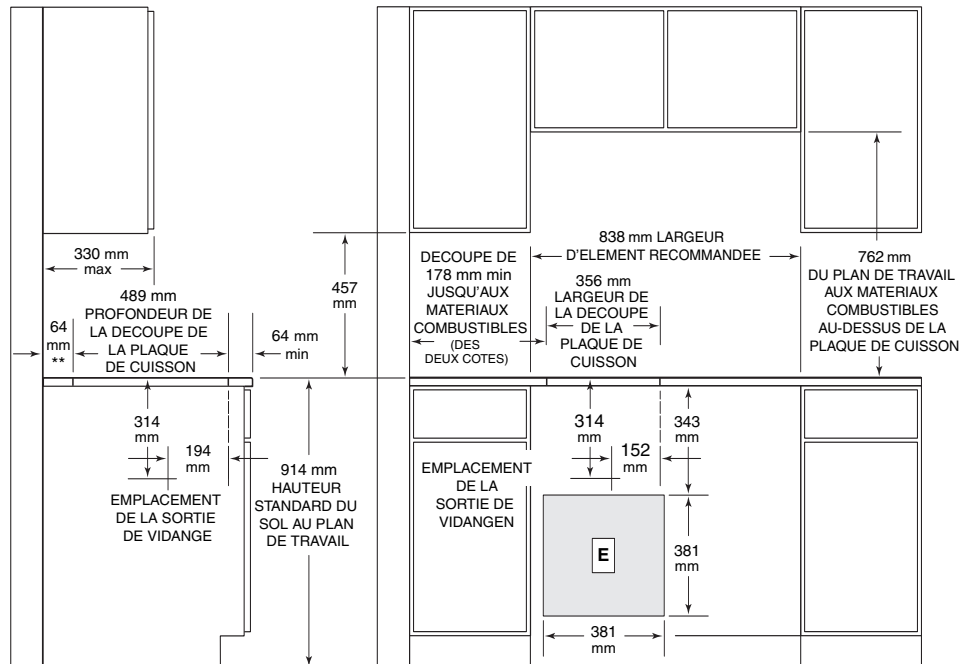 330 mm
max
489 mm
PROFONDEUR DE
LA DECOUPE DE
LA PLAQUE
DE CUISSON
64
mm
**
64 mm
min
457
mm
314
mm
194
mm
EMPLACEMENT
DE LA SORTIE
DE VIDANGE
914 mm
HAUTEUR
STANDARD DU
SOL AU PLAN
DE TRAVAIL
DECOUPE DE
178 mm min
JUSQU'AUX
MATERIAUX
COMBUSTIBLES
(DES
DEUX COTES)
838 mm LARGEUR
D'ELEMENT RECOMMANDEE
356 mm
LARGEUR DE
LA DECOUPE
DE LA
PLAQUE DE
CUISSON
762 mm
DU PLAN DE TRAVAIL
AUX MATERIAUX
COMBUSTIBLES
AU-DESSUS DE LA
PLAQUE DE CUISSON
314
mm
152
mm
343
mm
EMPLACEMENT
DE LA
SORTIE DE
VIDANGEN
E
381
mm
381
mm